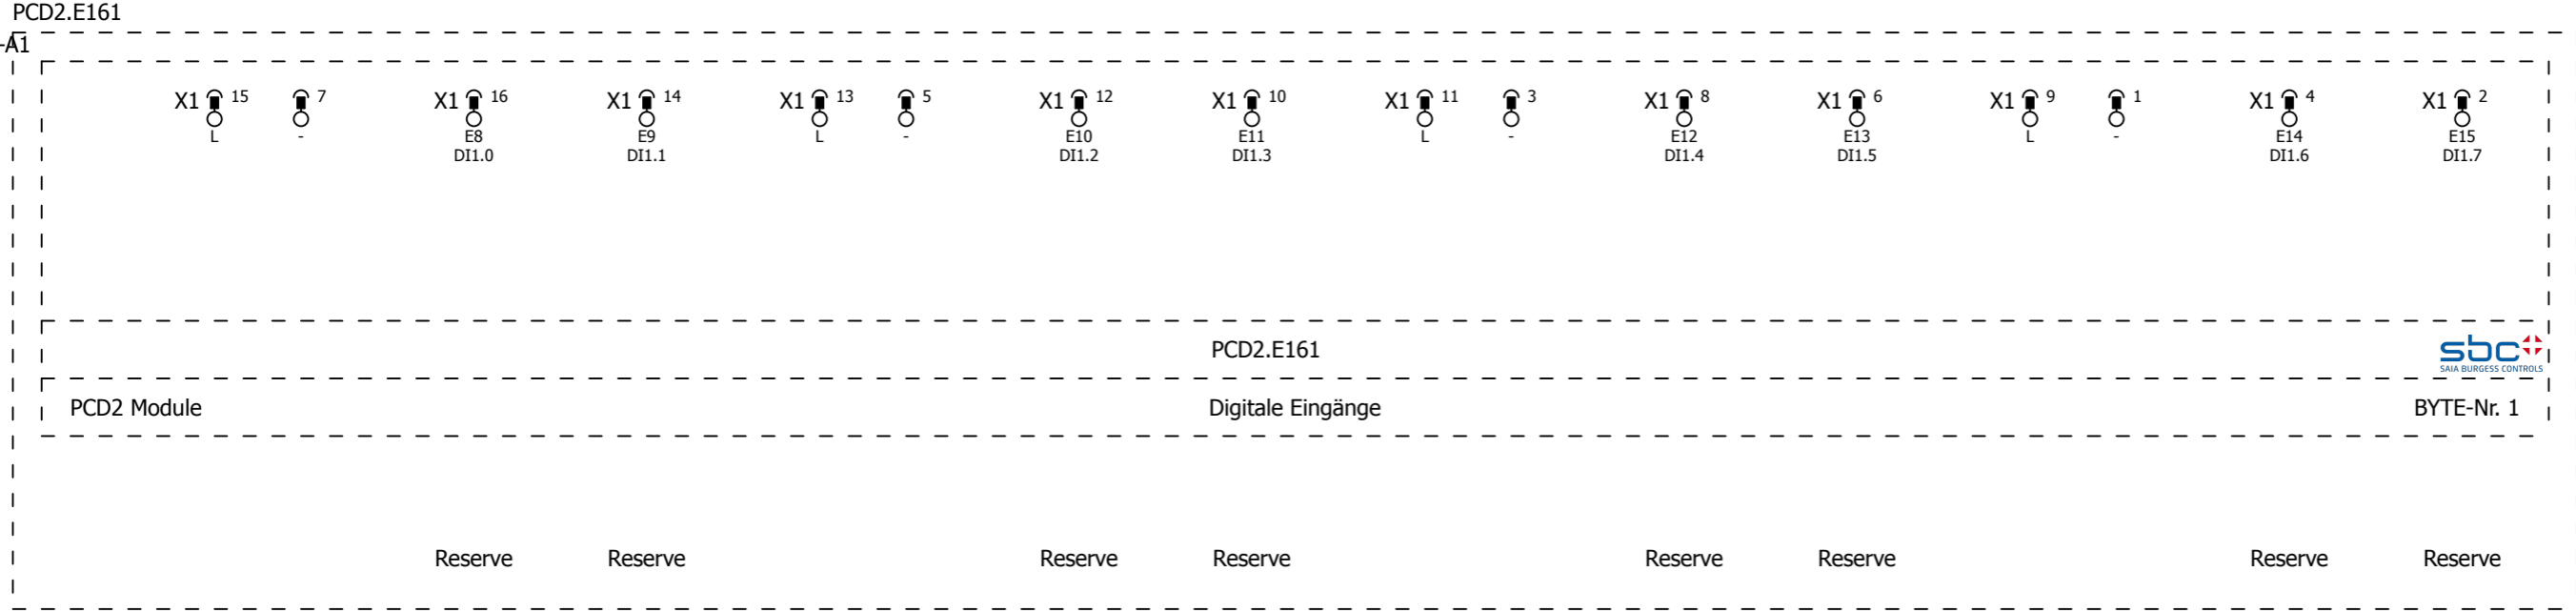 PCD2.E161
-A1
X1 15 7 X1 16 X1 14 X1 13 5 X1 12 X1 10 X1 11 3 X1 8 X1 6 X1 9 1 X1 4 X1 2
L - E8 E9 L - E10 E11 L - E12 E13 L - E14 E15
DI1.0 DI1.1 DI1.2 DI1.3 DI1.4 DI1.5 DI1.6 DI1.7
PCD2.E161
sbc
SAIA BURGESS CONTROLS
PCD2 Module Digitale Eingänge BYTE-Nr. 1
Reserve Reserve Reserve Reserve Reserve Reserve Reserve Reserve